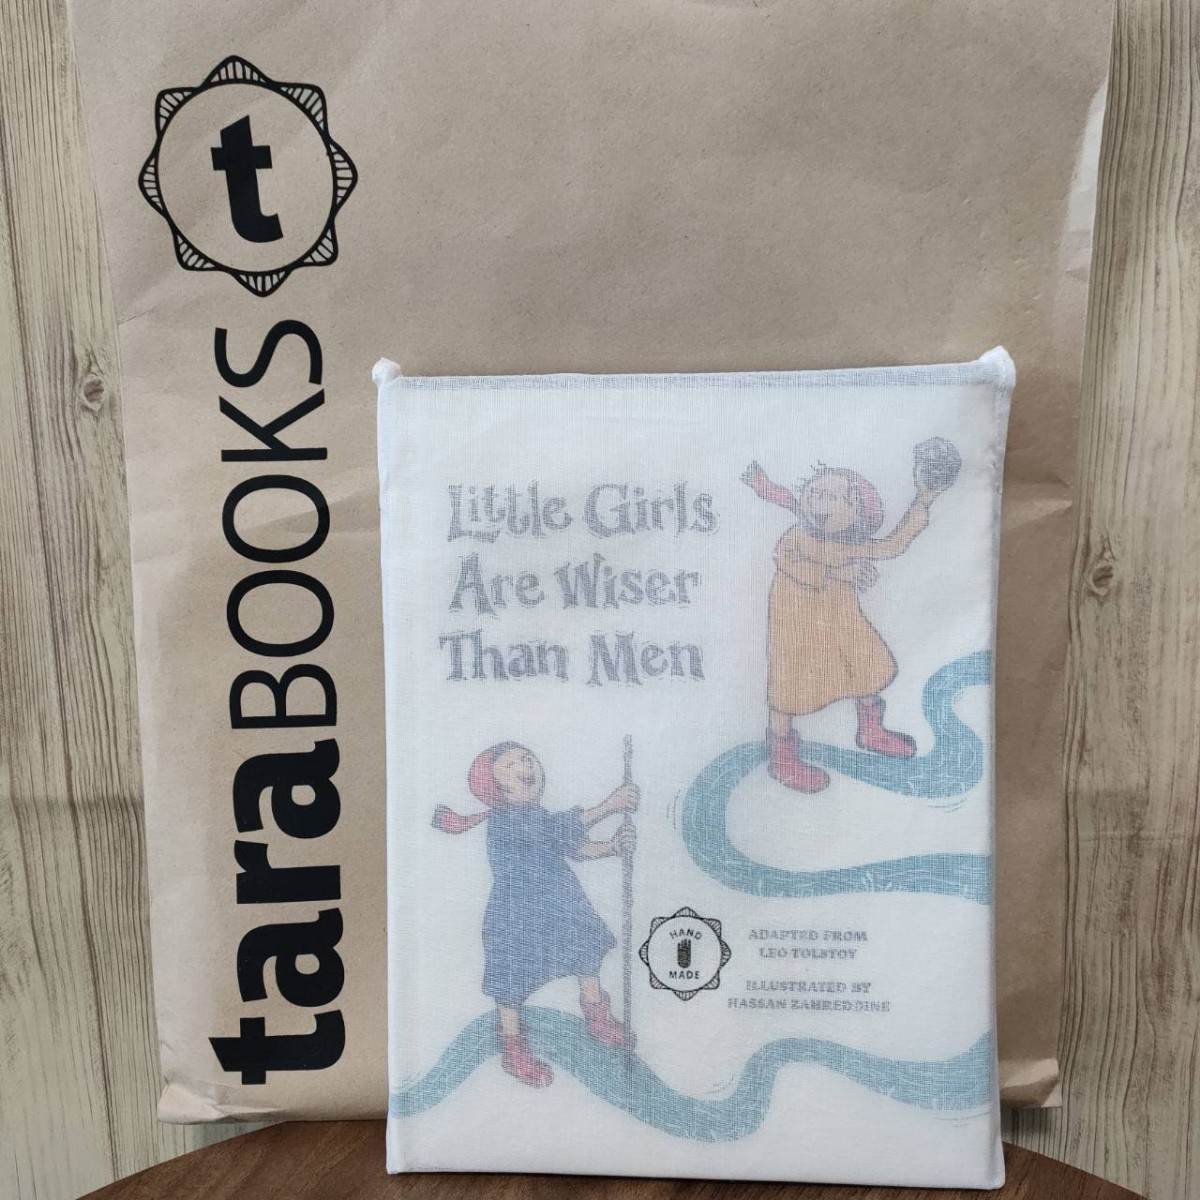 t
taraBOOKS
Little Girls
Are Wiser
Than Men
HAND
MADE
ADAPTED FROM
LEO TOLSTOY
ILLUSTRATED BY
HASSAN ZAHREDDINE